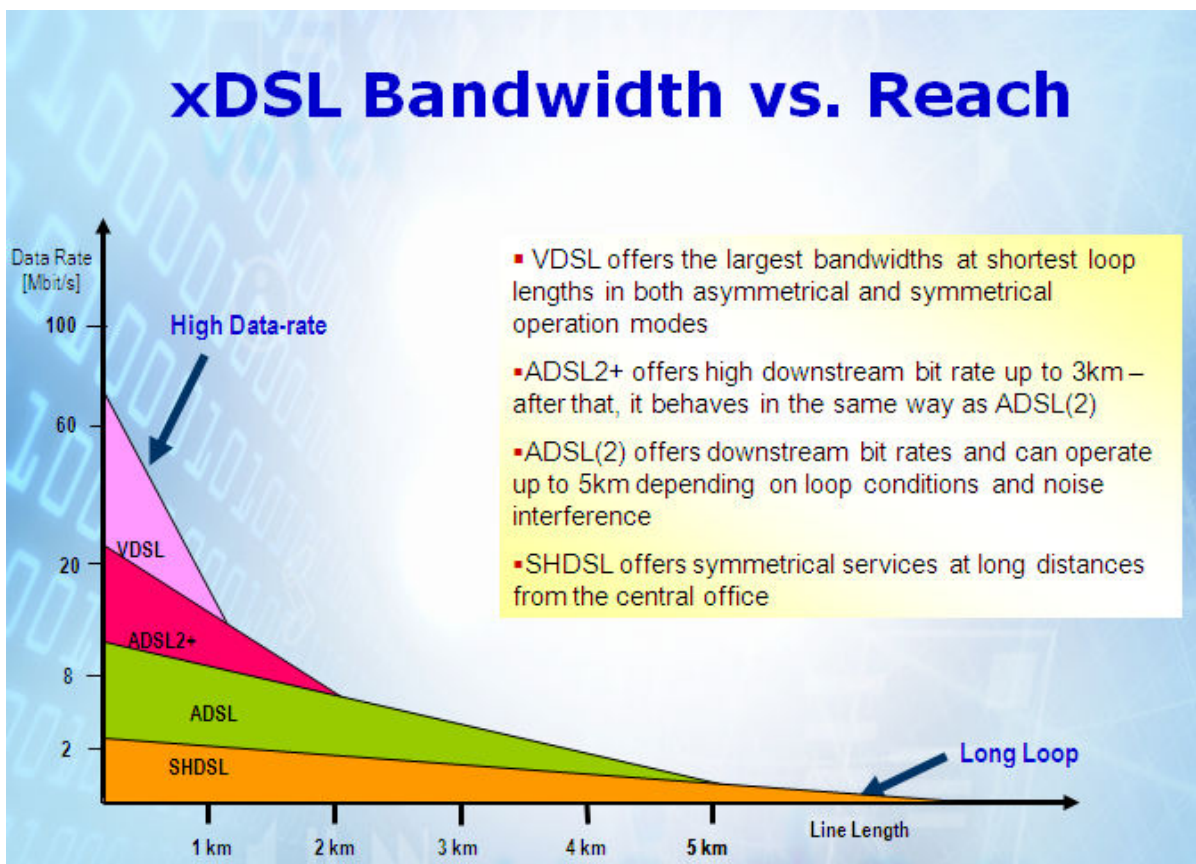 xDSL Bandwidth vs. Reach
Data Rate
[Mbit/s]
100
60
20
8
2
High Data-rate
VDSL
ADSL2+
ADSL
SHDSL
▪ VDSL offers the largest bandwidths at shortest loop
lengths in both asymmetrical and symmetrical
operation modes
▪ADSL2+ offers high downstream bit rate up to 3km –
after that, it behaves in the same way as ADSL(2)
▪ADSL(2) offers downstream bit rates and can operate
up to 5km depending on loop conditions and noise
interference
▪SHDSL offers symmetrical services at long distances
from the central office
Long Loop
Line Length
1 km 2 km 3 km 4 km 5 km